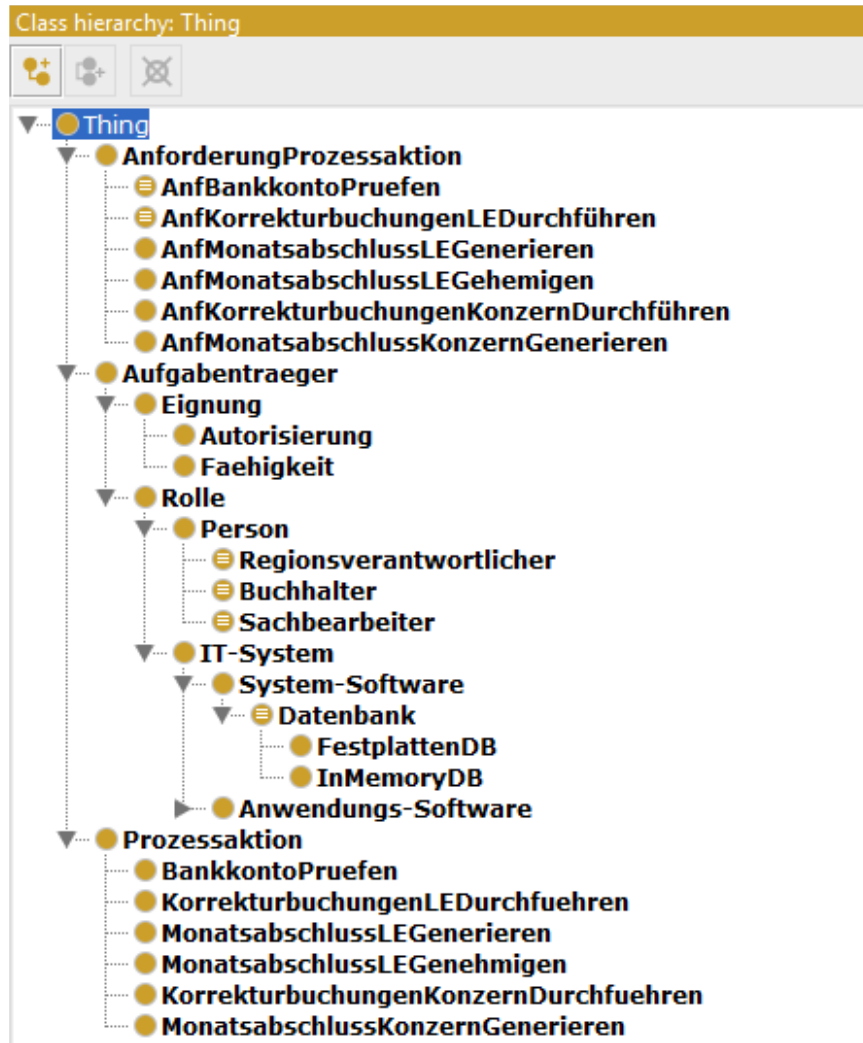 Class hierarchy: Thing
Thing
AnforderungProzessaktion
AnfBankkontoPruefen
AnfKorrekturbuchungenLEDurchführen
AnfMonatsabschlussLEGenerieren
AnfMonatsabschlussLEGehemigen
AnfKorrekturbuchungenKonzernDurchführen
AnfMonatsabschlussKonzernGenerieren
Aufgabentraeger
Eignung
Autorisierung
Faehigkeit
Rolle
Person
Regionsverantwortlicher
Buchhalter
Sachbearbeiter
IT-System
System-Software
Datenbank
FestplattenDB
InMemoryDB
Anwendungs-Software
Prozessaktion
BankkontoPruefen
KorrekturbuchungenLEDurchfuehren
MonatsabschlussLEGenerieren
MonatsabschlussLEGenehmigen
KorrekturbuchungenKonzernDurchfuehren
MonatsabschlussKonzernGenerieren